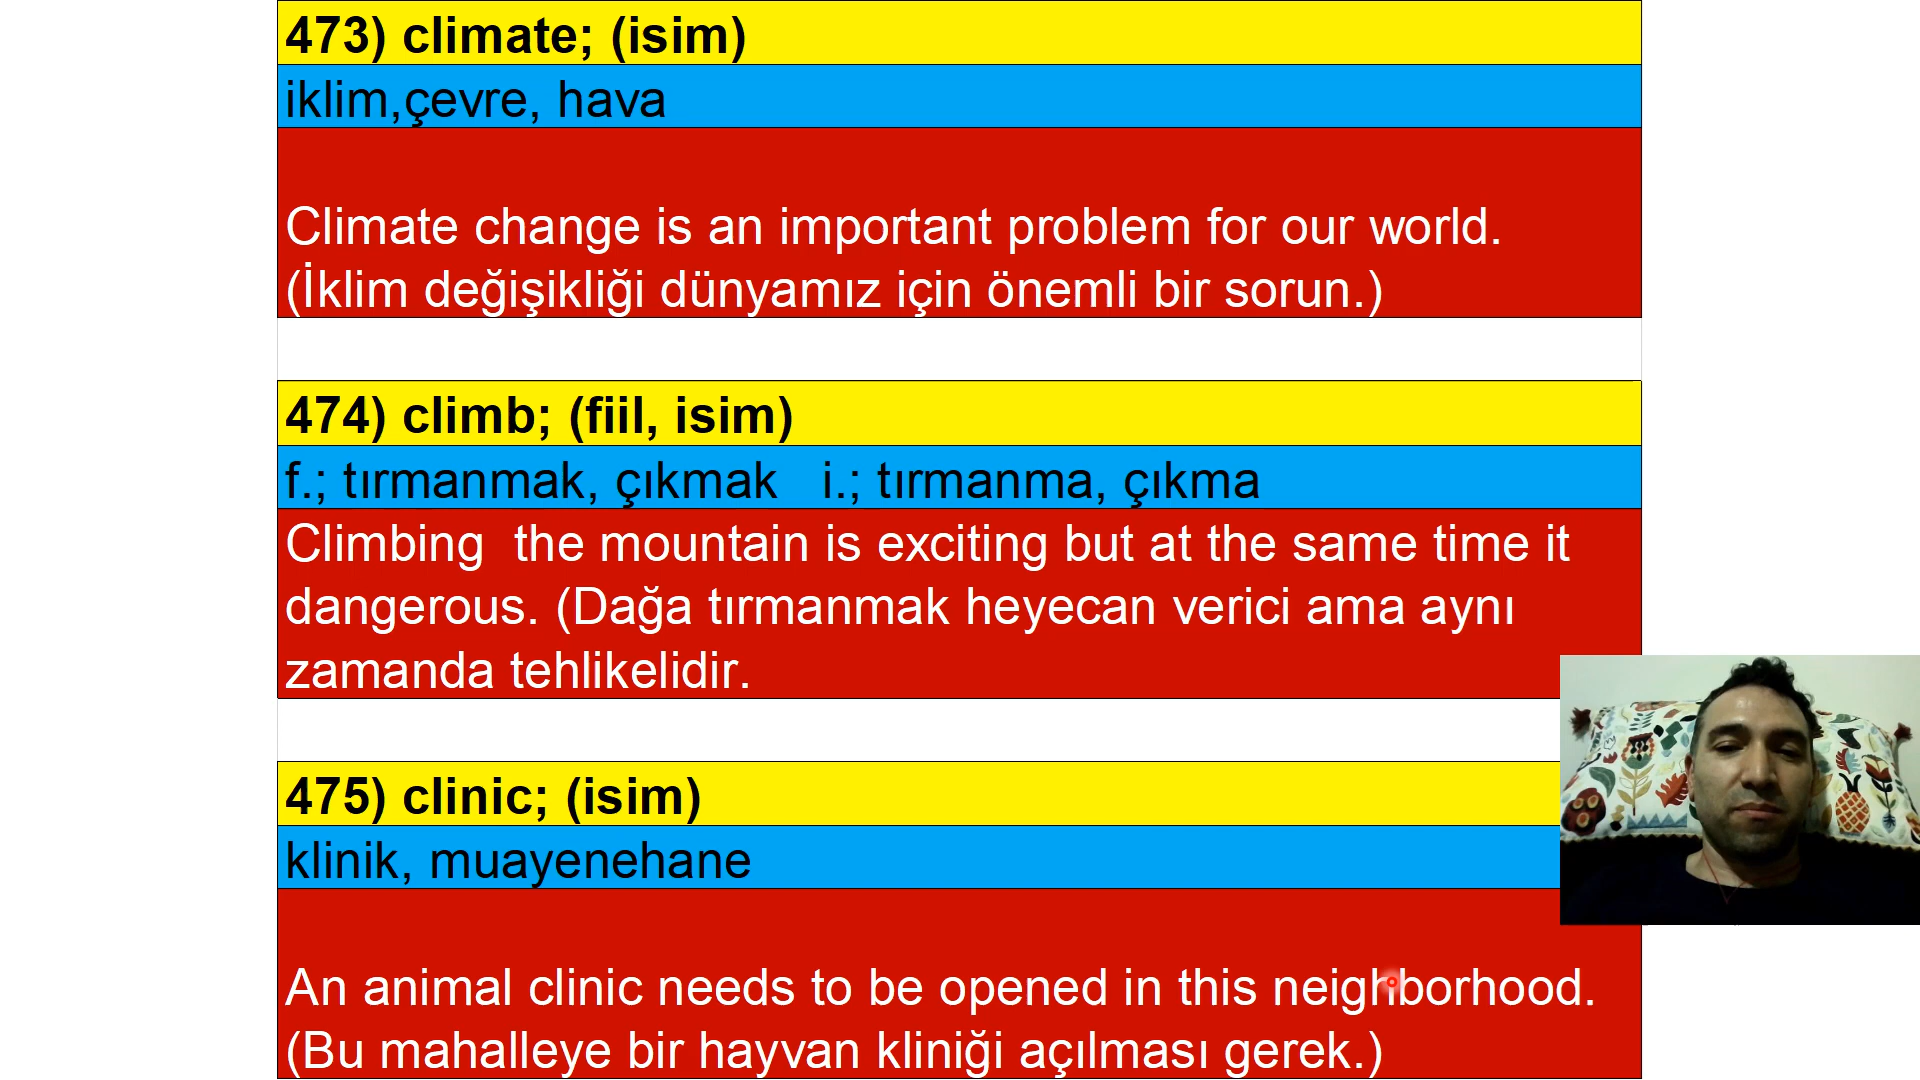 473) climate; (isim)
iklim,çevre, hava
Climate change is an important problem for our world.
(İklim değişikliği dünyamız için önemli bir sorun.)
474) climb; (fiil, isim)
f.; tırmanmak, çıkmak   i.; tırmanma, çıkma
Climbing  the mountain is exciting but at the same time it
dangerous. (Dağa tırmanmak heyecan verici ama aynı
zamanda tehlikelidir.
475) clinic; (isim)
klinik, muayenehane
An animal clinic needs to be opened in this neighborhood.
(Bu mahalleye bir hayvan kliniği açılması gerek.)